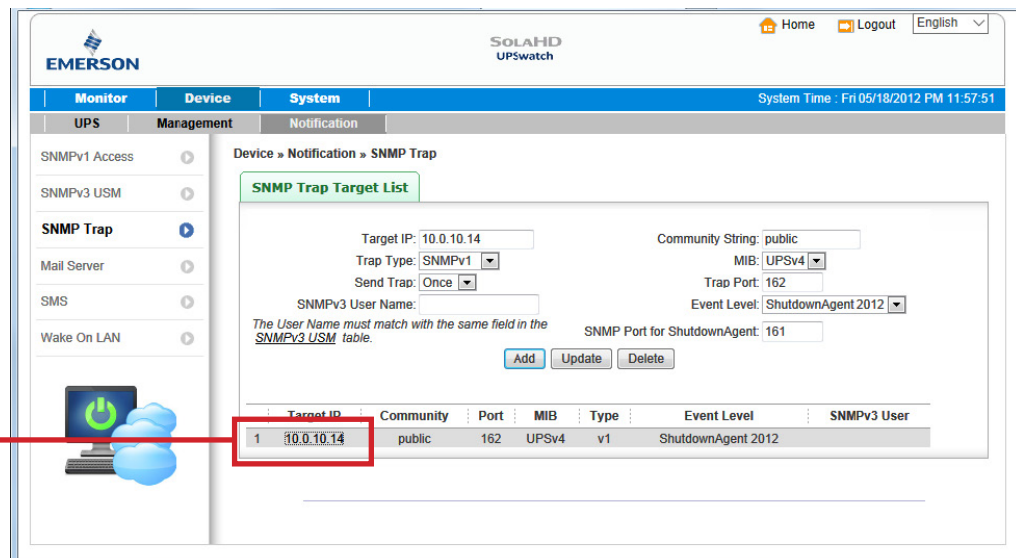 Home Logout English
EMERSON
SOLAHD
UPSwatch
Monitor Device System System Time : Fri 05/18/2012 PM 11:57:51
UPS Management Notification
SNMPv1 Access
SNMPv3 USM
SNMP Trap
Mail Server
SMS
Wake On LAN
Device » Notification » SNMP Trap
SNMP Trap Target List
Target IP: 10.0.10.14 Community String: public
Trap Type: SNMPv1 MIB: UPSv4
Send Trap: Once Trap Port: 162
SNMPv3 User Name: Event Level: ShutdownAgent 2012
The User Name must match with the same field in the
SNMPv3 USM table.
SNMP Port for ShutdownAgent: 161
Add Update Delete
Target IP Community Port MIB Type Event Level SNMPv3 User
1 10.0.10.14 public 162 UPSv4 v1 ShutdownAgent 2012